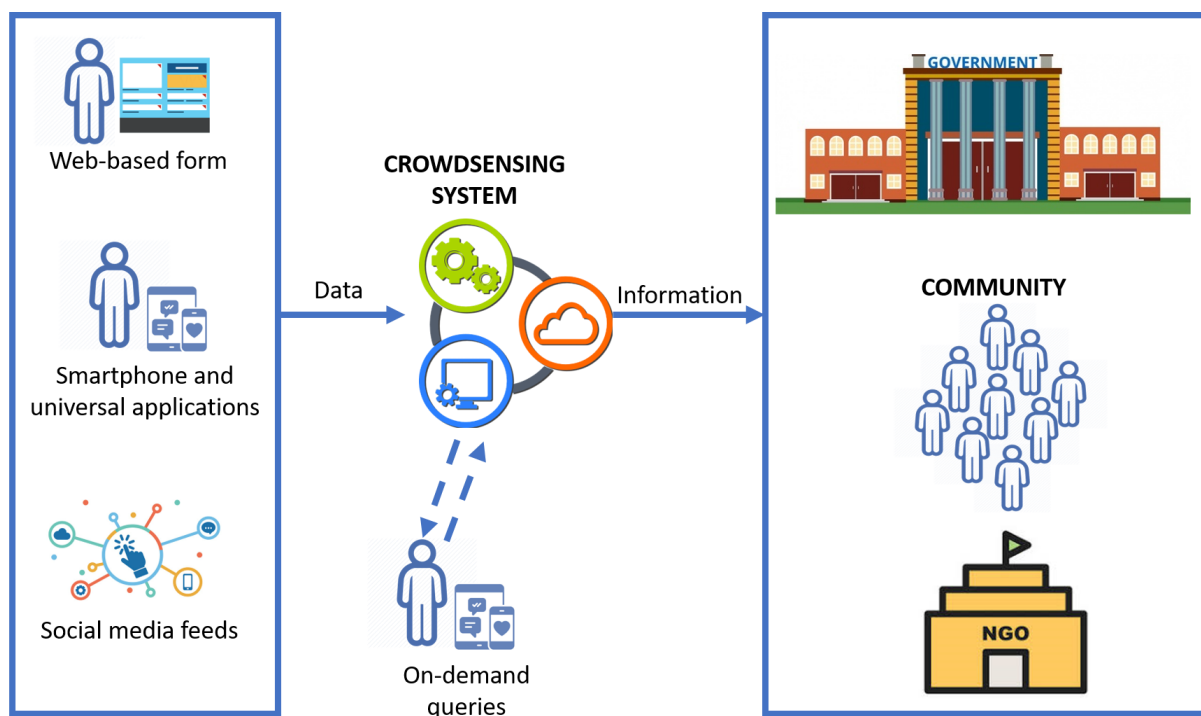 Web-based form
Smartphone and
universal applications
Social media feeds
Data
CROWDSENSING
SYSTEM
On-demand
queries
Information
GOVERNMENT
COMMUNITY
NGO